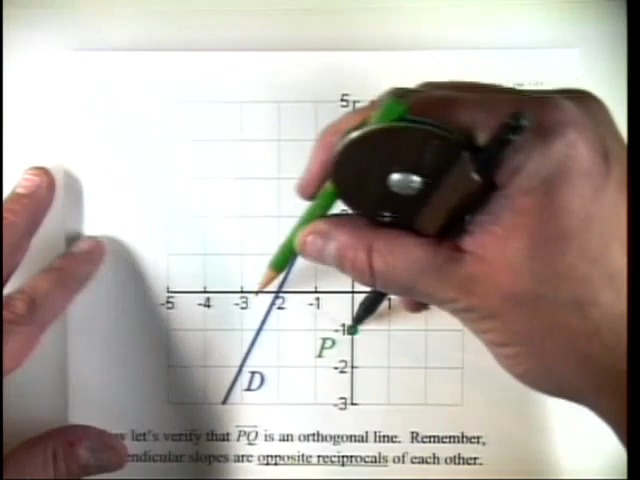 5
-5 -4 -3 -2 -1
-1
P
-2
D
-3
let's verify that PQ is an orthogonal line. Remember,
slopes are opposite reciprocals of each other.